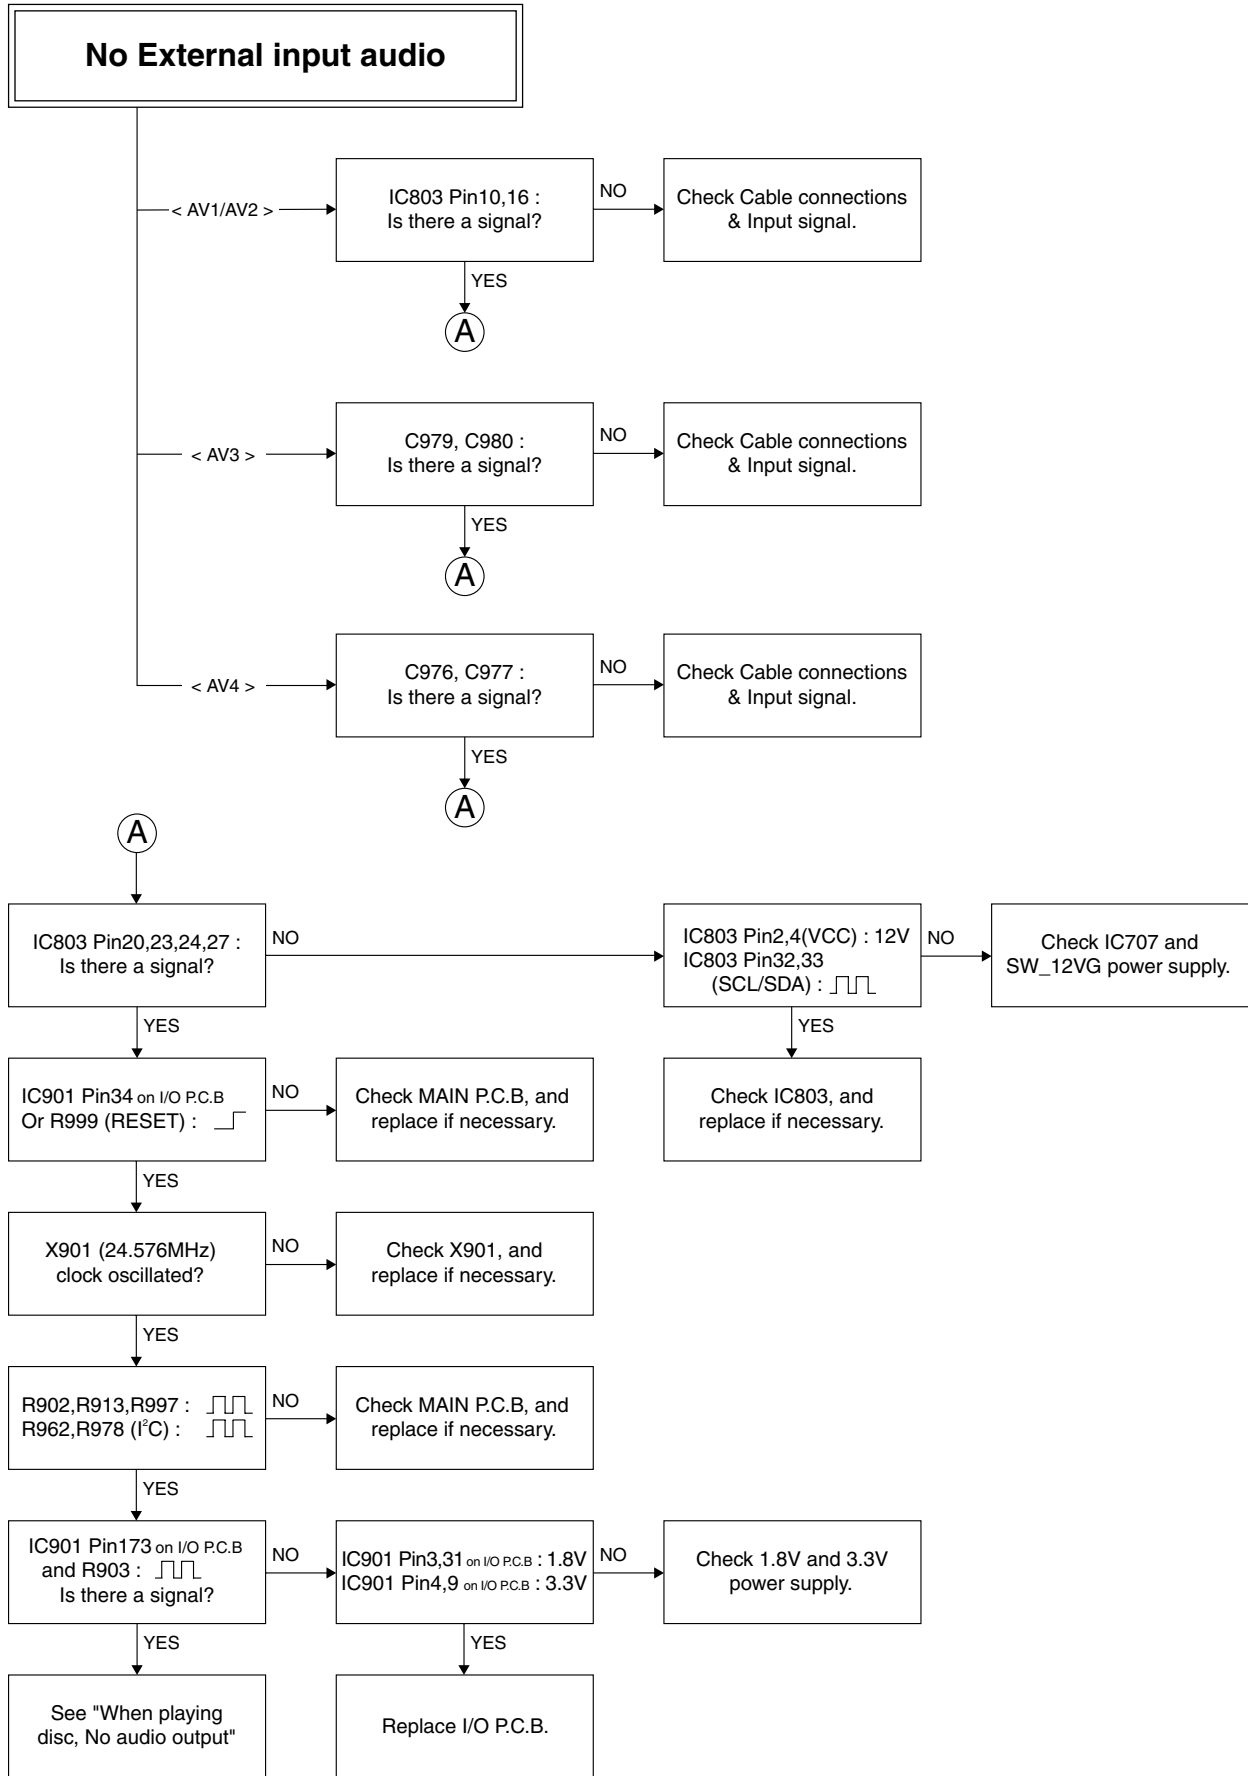 No External input audio
< AV1/AV2 >
IC803 Pin10,16 :
Is there a signal?
NO
Check Cable connections
& Input signal.
YES
A
< AV3 >
C979, C980 :
Is there a signal?
NO
Check Cable connections
& Input signal.
YES
A
< AV4 >
C976, C977 :
Is there a signal?
NO
Check Cable connections
& Input signal.
YES
A
A
IC803 Pin20,23,24,27 :
Is there a signal?
NO
IC803 Pin2,4(VCC) : 12V
IC803 Pin32,33
(SCL/SDA) :
NO
Check IC707 and
SW_12VG power supply.
YES
YES
IC901 Pin34 on I/O P.C.B
Or R999 (RESET) :
NO
Check MAIN P.C.B, and
replace if necessary.
Check IC803, and
replace if necessary.
YES
X901 (24.576MHz)
clock oscillated?
NO
Check X901, and
replace if necessary.
YES
R902,R913,R997 :
R962,R978 (I²C) :
NO
Check MAIN P.C.B, and
replace if necessary.
YES
IC901 Pin173 on I/O P.C.B
and R903 :
Is there a signal?
NO
IC901 Pin3,31 on I/O P.C.B : 1.8V
IC901 Pin4,9 on I/O P.C.B : 3.3V
NO
Check 1.8V and 3.3V
power supply.
YES
YES
See "When playing
disc, No audio output"
Replace I/O P.C.B.